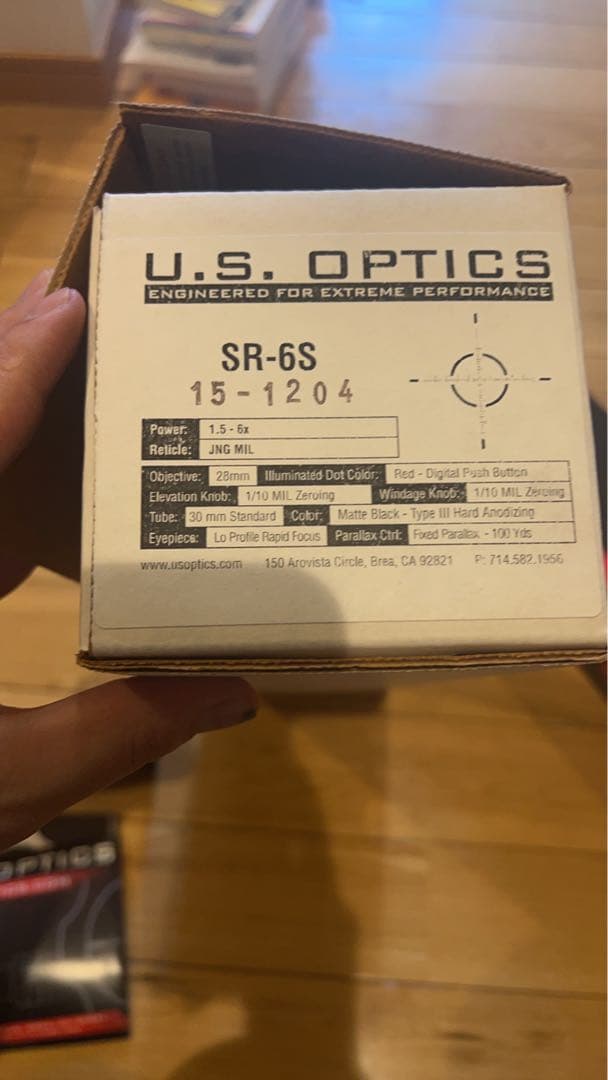 U.S. OPTICS
ENGINEERED FOR EXTREME PERFORMANCE
SR-6S
15-1204
Power: 1.5 - 6x
Reticle: JNG MIL
Objective: 28mm Illuminated Dot Color: Red - Digital Push Button
Elevation Knob: 1/10 MIL Zeroing Windage Knob: 1/10 MIL Zeroing
Tube: 30 mm Standard Color: Matte Black - Type III Hard Anodizing
Eyepiece: Lo Profile Rapid Focus Parallax Ctrl: Fixed Parallax - 100 Yds
www.usoptics.com 150 Arovista Circle, Brea, CA 92821 P: 714.582.1956
OPTICS